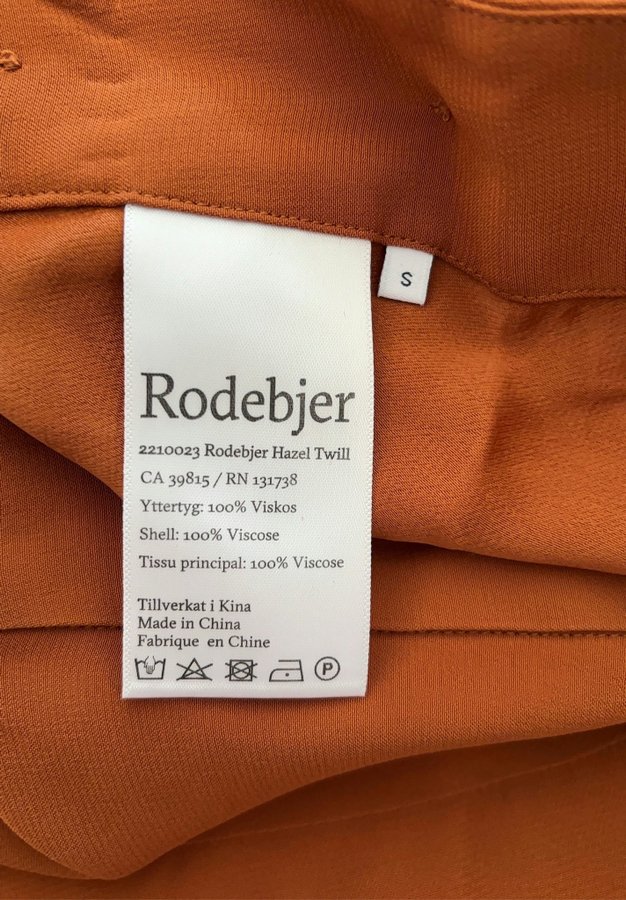 S
Rodebjer
2210023 Rodebjer Hazel Twill
CA 39815 / RN 131738
Yttertyg: 100% Viskos
Shell: 100% Viscose
Tissu principal: 100% Viscose
Tillverkat i Kina
Made in China
Fabrique en Chine
P